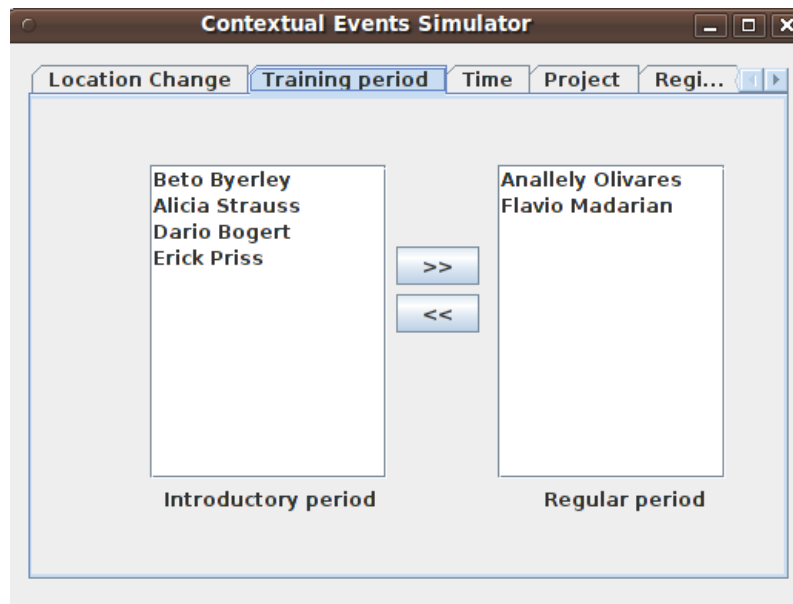 Contextual Events Simulator
Location Change Training period Time Project Regi...
Beto Byerley
Alicia Strauss
Dario Bogert
Erick Priss
>>
<<
Anallely Olivares
Flavio Madarian
Introductory period
Regular period